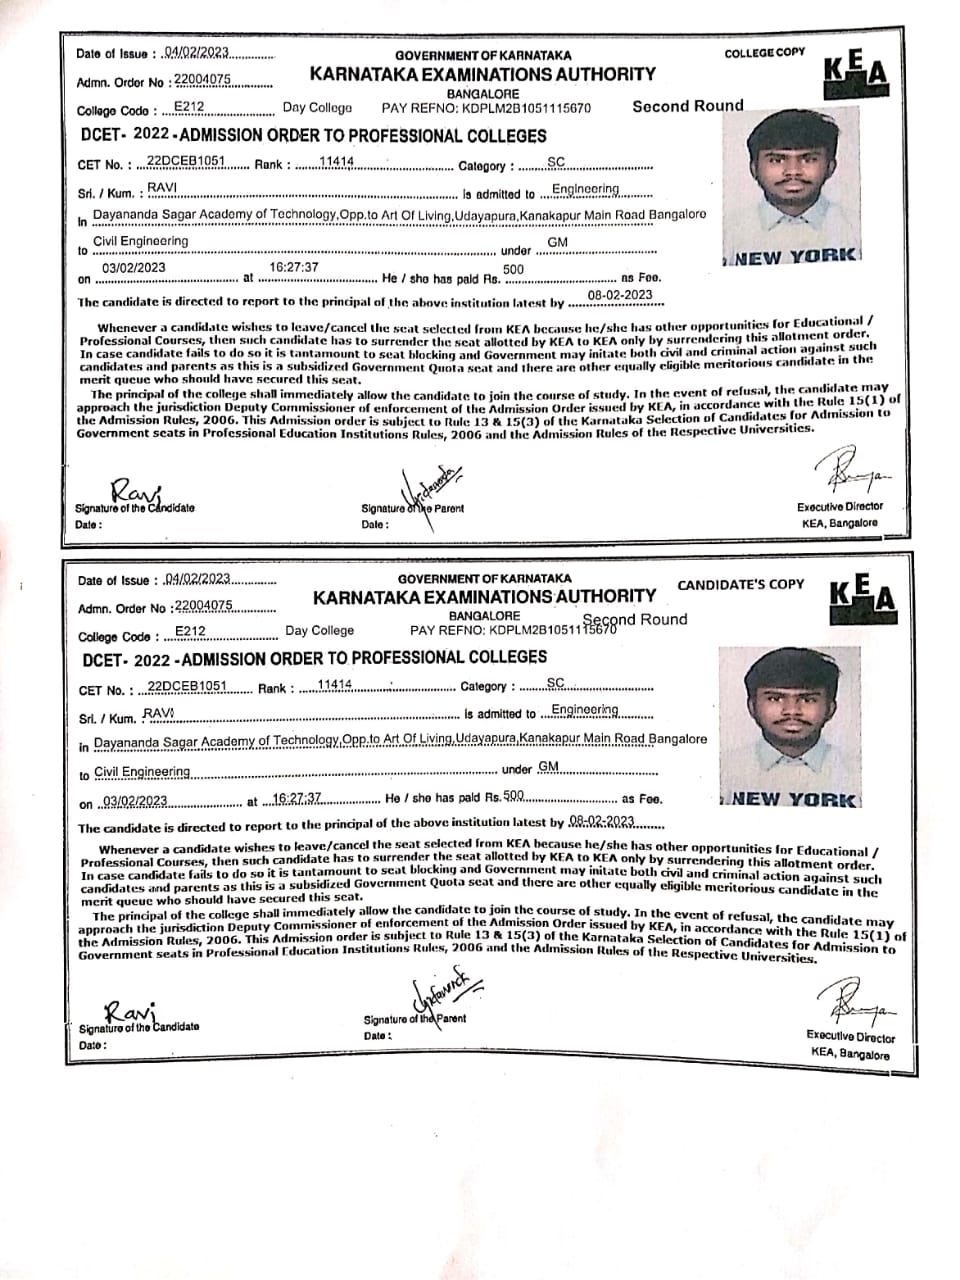 Date of Issue : 04/02/2023
GOVERNMENT OF KARNATAKA
COLLEGE COPY
KEA
Admn. Order No : 22004075
KARNATAKA EXAMINATIONS AUTHORITY
BANGALORE
College Code : E212 Day College PAY REFNO: KDPLM2B1051115670 Second Round
DCET- 2022 -ADMISSION ORDER TO PROFESSIONAL COLLEGES
CET No. : 22DCEB1051 Rank : 11414 Category : SC
Sri. / Kum. : RAVI is admitted to Engineering
in Dayananda Sagar Academy of Technology,Opp.to Art Of Living,Udayapura,Kanakapur Main Road Bangalore
to Civil Engineering under GM
NEW YORK
on 03/02/2023 at 16:27:37 He / she has paid Rs. 500 as Fee.
The candidate is directed to report to the principal of the above institution latest by 08-02-2023
Whenever a candidate wishes to leave/cancel the seat selected from KEA because he/she has other opportunities for Educational /
Professional Courses, then such candidate has to surrender the seat allotted by KEA to KEA only by surrendering this allotment order.
In case candidate fails to do so it is tantamount to seat blocking and Government may initate both civil and criminal action against such
candidates and parents as this is a subsidized Government Quota seat and there are other equally eligible meritorious candidate in the
merit queue who should have secured this seat.
The principal of the college shall immediately allow the candidate to join the course of study. In the event of refusal, the candidate may
approach the jurisdiction Deputy Commissioner of enforcement of the Admission Order issued by KEA, in accordance with the Rule 15(1) of
the Admission Rules, 2006. This Admission order is subject to Rule 13 & 15(3) of the Karnataka Selection of Candidates for Admission to
Government seats in Professional Education Institutions Rules, 2006 and the Admission Rules of the Respective Universities.
Ravi
Signature of the Candidate
Signature of the Parent
Executive Director
Date :
Date :
KEA, Bangalore
Date of Issue : 04/02/2023
GOVERNMENT OF KARNATAKA
CANDIDATE'S COPY
KEA
Admn. Order No : 22004075
KARNATAKA EXAMINATIONS AUTHORITY
BANGALORE
Second Round
College Code : E212 Day College PAY REFNO: KDPLM2B1051115670
DCET- 2022 -ADMISSION ORDER TO PROFESSIONAL COLLEGES
CET No. : 22DCEB1051 Rank : 11414 Category : SC
Sri. / Kum. : RAVI is admitted to Engineering
in Dayananda Sagar Academy of Technology,Opp.to Art Of Living,Udayapura,Kanakapur Main Road Bangalore
to Civil Engineering under GM
NEW YORK
on 03/02/2023 at 16:27:37 He / she has paid Rs. 500 as Fee.
The candidate is directed to report to the principal of the above institution latest by 08-02-2023
Whenever a candidate wishes to leave/cancel the seat selected from KEA because he/she has other opportunities for Educational /
Professional Courses, then such candidate has to surrender the seat allotted by KEA to KEA only by surrendering this allotment order.
In case candidate fails to do so it is tantamount to seat blocking and Government may initate both civil and criminal action against such
candidates and parents as this is a subsidized Government Quota seat and there are other equally eligible meritorious candidate in the
merit queue who should have secured this seat.
The principal of the college shall immediately allow the candidate to join the course of study. In the event of refusal, the candidate may
approach the jurisdiction Deputy Commissioner of enforcement of the Admission Order issued by KEA, in accordance with the Rule 15(1) of
the Admission Rules, 2006. This Admission order is subject to Rule 13 & 15(3) of the Karnataka Selection of Candidates for Admission to
Government seats in Professional Education Institutions Rules, 2006 and the Admission Rules of the Respective Universities.
Ravi
Signature of the Candidate
Signature of the Parent
Executive Director
Date :
Date :
KEA, Bangalore